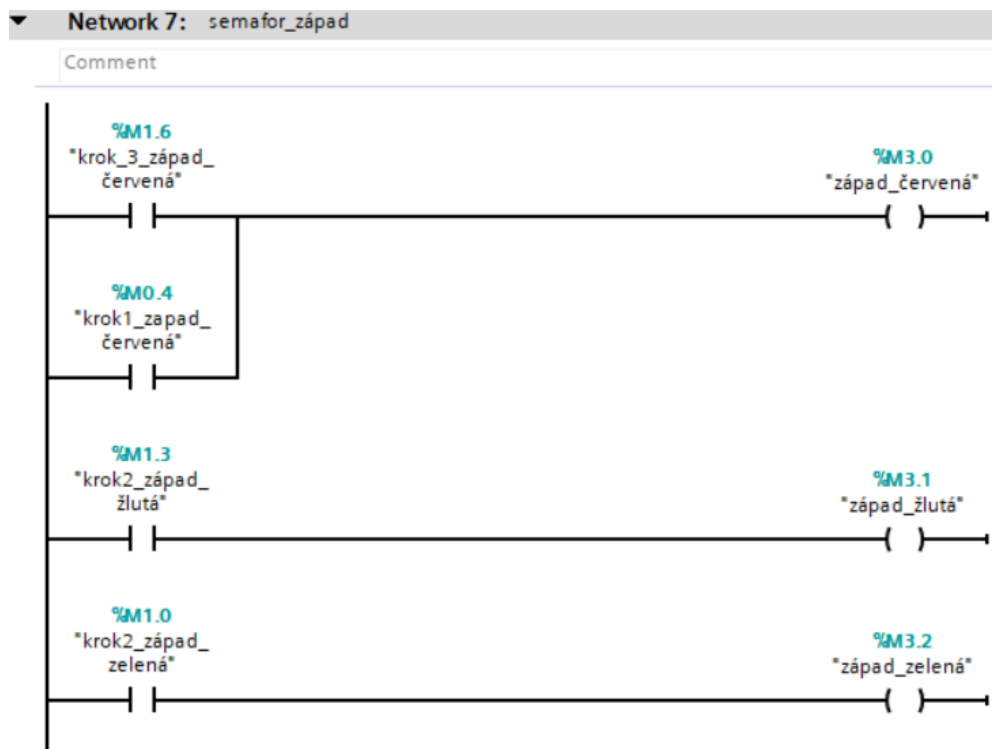 Network 7: semafor_západ
Comment
%M1.6
"krok_3_západ_
červená"
%M3.0
"západ_červená"
%M0.4
"krok1_zapad_
červená"
%M1.3
"krok2_západ_
žlutá"
%M3.1
"západ_žlutá"
%M1.0
"krok2_západ_
zelená"
%M3.2
"západ_zelená"